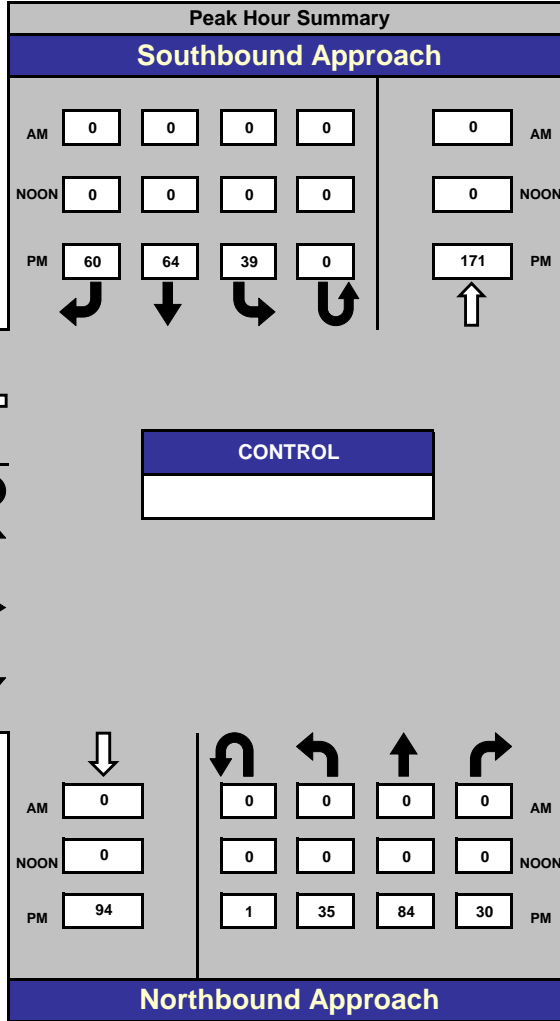 Peak Hour Summary
Southbound Approach
AM 0 0 0 0 0 AM
NOON 0 0 0 0 0 NOON
PM 60 64 39 0 171 PM
CONTROL
AM 0 0 0 0 0 AM
NOON 0 0 0 0 0 NOON
PM 94 1 35 84 30 PM
Northbound Approach